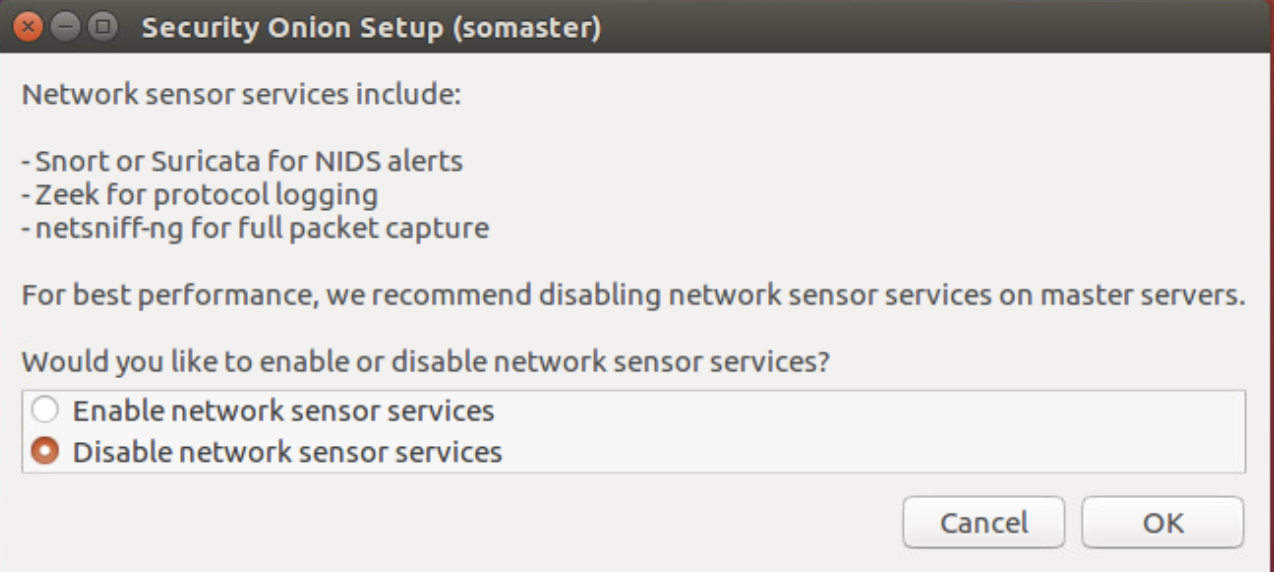 Security Onion Setup (somaster)
Network sensor services include:
- Snort or Suricata for NIDS alerts
- Zeek for protocol logging
- netsniff-ng for full packet capture
For best performance, we recommend disabling network sensor services on master servers.
Would you like to enable or disable network sensor services?
Enable network sensor services
Disable network sensor services
Cancel OK